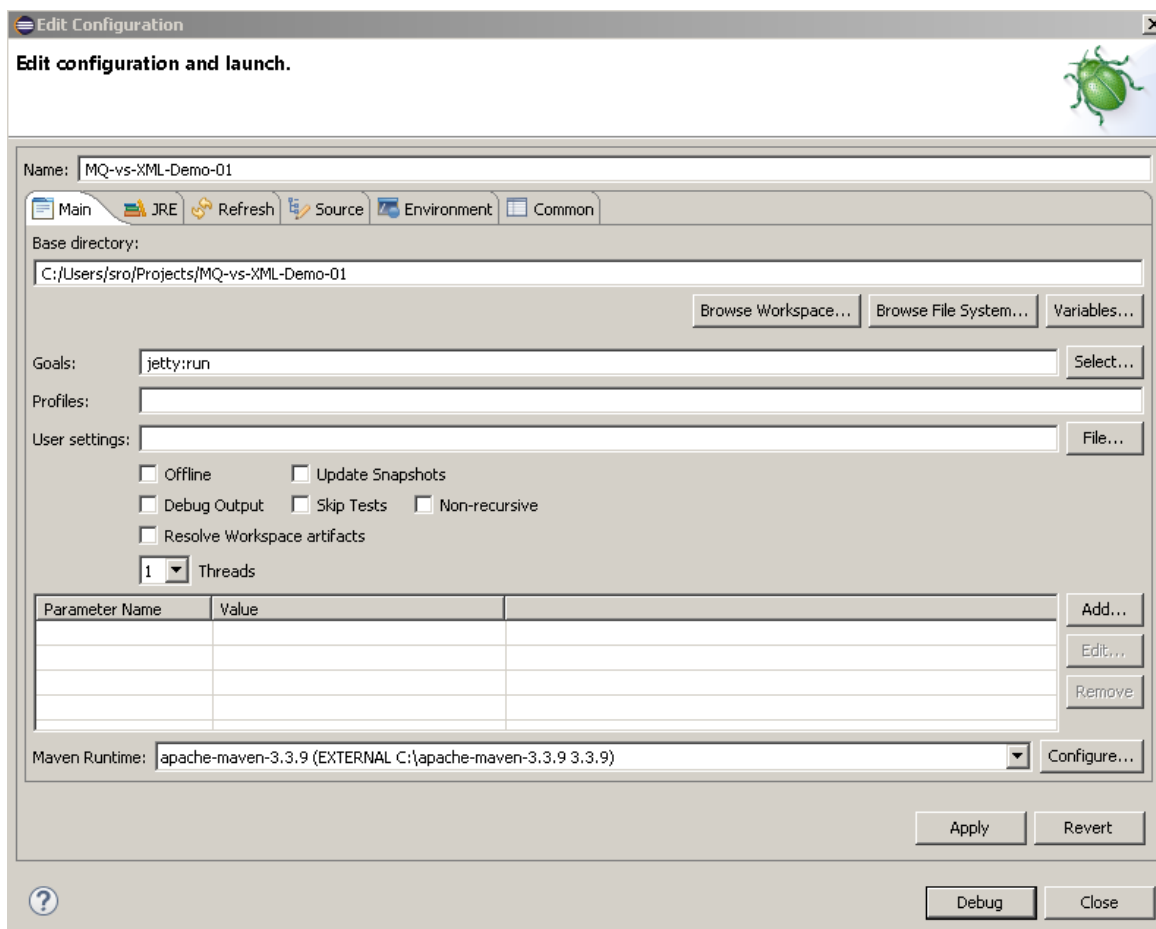 Edit Configuration
Edit configuration and launch.
Name: MQ-vs-XML-Demo-01
Main JRE Refresh Source Environment Common
Base directory:
C:/Users/sro/Projects/MQ-vs-XML-Demo-01
Browse Workspace... Browse File System... Variables...
Goals: jetty:run Select...
Profiles:
User settings: File...
Offline Update Snapshots
Debug Output Skip Tests Non-recursive
Resolve Workspace artifacts
1 Threads
Parameter Name Value Add...
Edit...
Remove
Maven Runtime: apache-maven-3.3.9 (EXTERNAL C:\apache-maven-3.3.9 3.3.9) Configure...
Apply Revert
? Debug Close